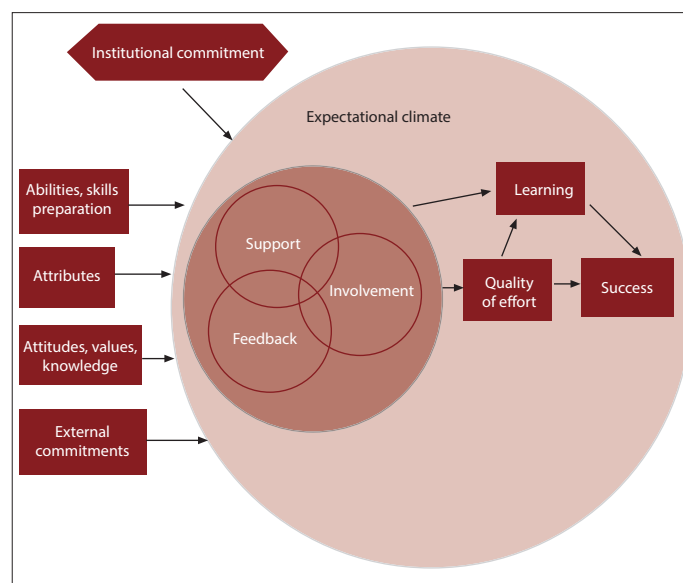 Institutional commitment
Expectational climate
Abilities, skills
preparation
Attributes
Attitudes, values,
knowledge
External
commitments
Support
Involvement
Feedback
Learning
Quality
of effort
Success